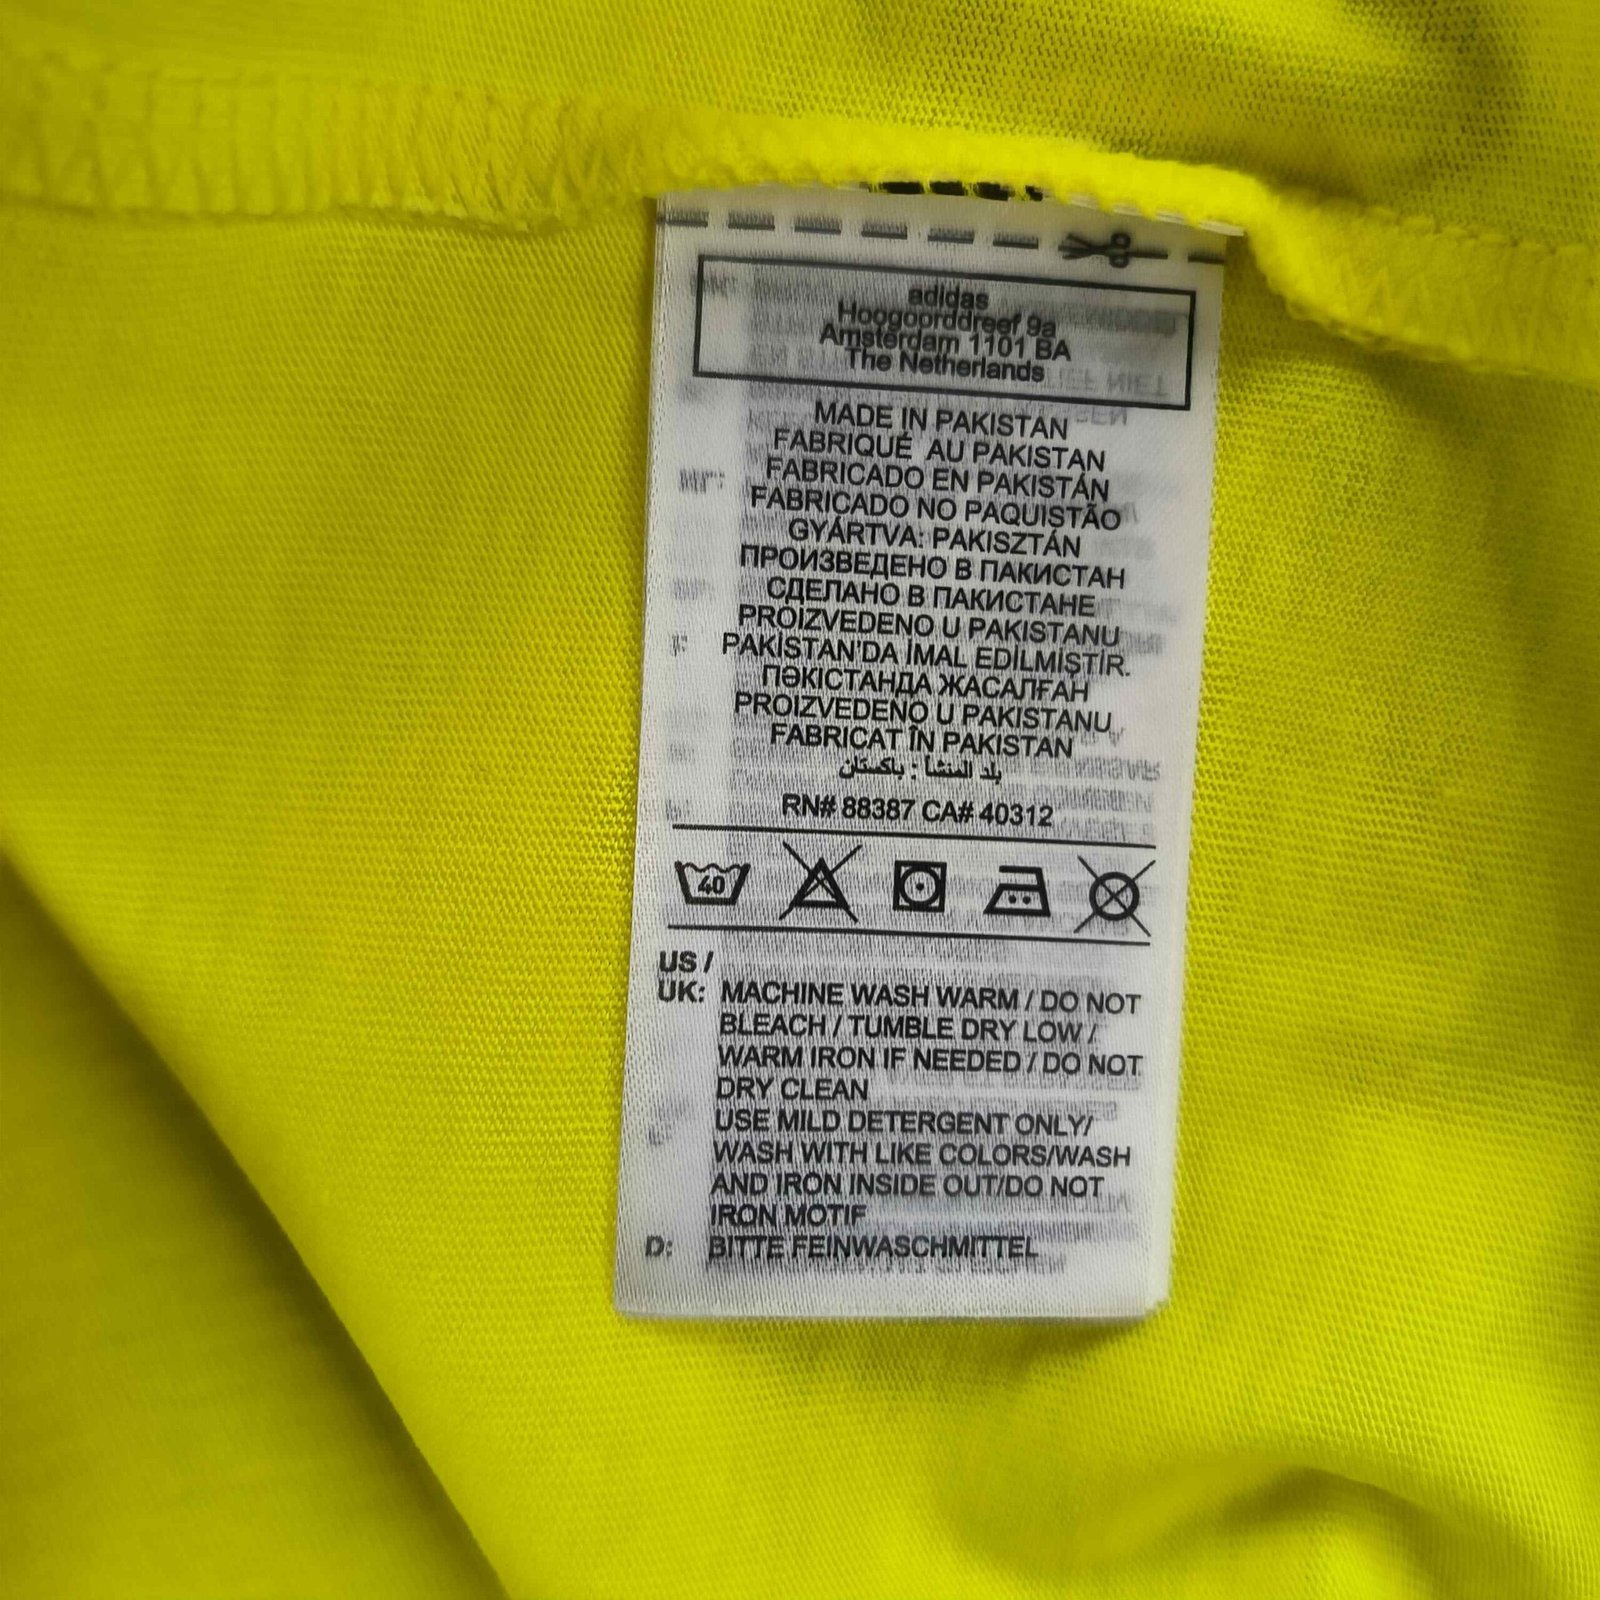 adidas
Hoogoorddreef 9a
Amsterdam 1101 BA
The Netherlands
MADE IN PAKISTAN
FABRIQUÉ AU PAKISTAN
FABRICADO EN PAKISTÁN
FABRICADO NO PAQUISTÃO
GYÁRTVA: PAKISZTÁN
ПРОИЗВЕДЕНО В ПАКИСТАН
СДЕЛАНО В ПАКИСТАНЕ
PROIZVEDENO U PAKISTANU
PAKİSTAN'DA İMAL EDİLMİŞTİR.
ПӘКІСТАНДА ЖАСАЛҒАН
PROIZVEDENO U PAKISTANU
FABRICAT ÎN PAKISTAN
بلد المنشأ : باكستان
RN# 88387 CA# 40312
40
US /
UK: MACHINE WASH WARM / DO NOT
BLEACH / TUMBLE DRY LOW /
WARM IRON IF NEEDED / DO NOT
DRY CLEAN
USE MILD DETERGENT ONLY/
WASH WITH LIKE COLORS/WASH
AND IRON INSIDE OUT/DO NOT
IRON MOTIF
D: BITTE FEINWASCHMITTEL